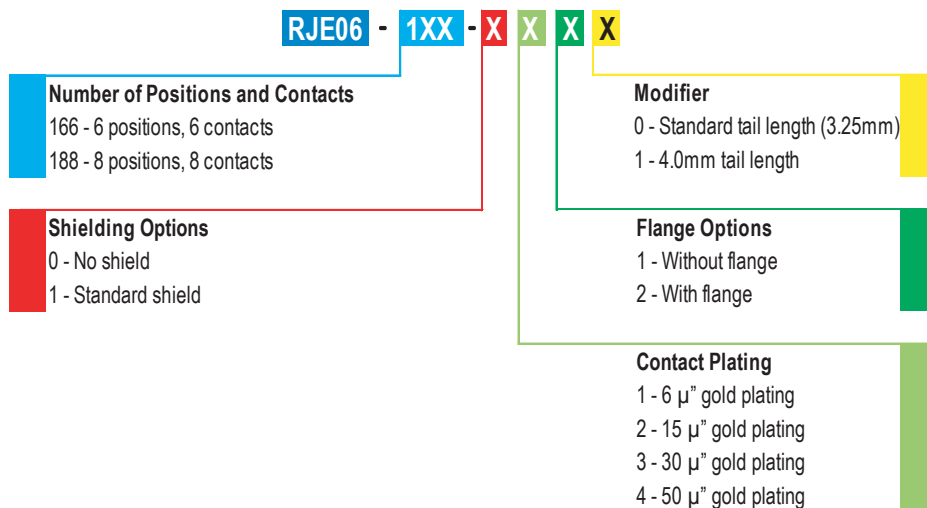 RJE06 - 1XX - X X X X
Number of Positions and Contacts
166 - 6 positions, 6 contacts
188 - 8 positions, 8 contacts
Shielding Options
0 - No shield
1 - Standard shield
Modifier
0 - Standard tail length (3.25mm)
1 - 4.0mm tail length
Flange Options
1 - Without flange
2 - With flange
Contact Plating
1 - 6 µ” gold plating
2 - 15 µ” gold plating
3 - 30 µ” gold plating
4 - 50 µ” gold plating